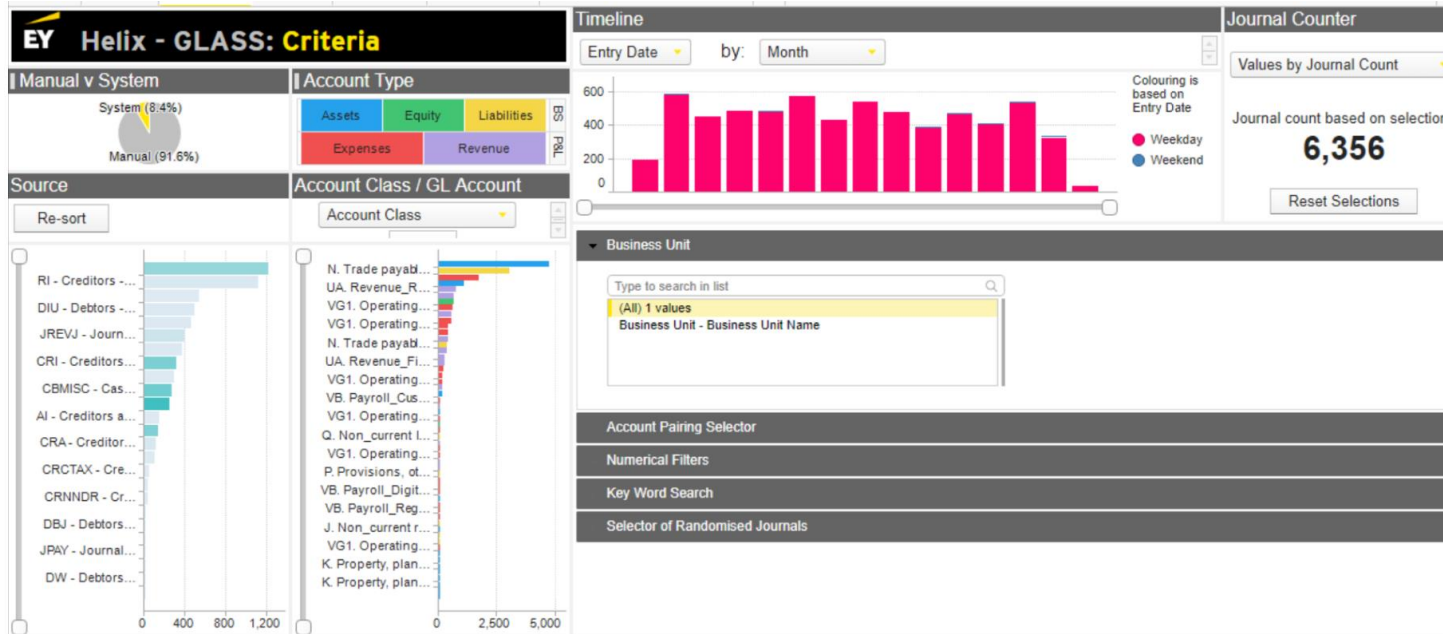 EY Helix - GLASS: Criteria
Manual v System
System (8.4%)
Manual (91.6%)
Account Type
Assets
Equity
Liabilities
BS
Expenses
Revenue
P&L
Source
Re-sort
RI - Creditors -...
DIU - Debtors -...
JREVJ - Journ...
CRI - Creditors...
CBMISC - Cas...
AI - Creditors a...
CRA - Creditor...
CRCTAX - Cre...
CRNNDR - Cr...
DBJ - Debtors...
JPAY - Journal...
DW - Debtors...
0 400 800 1,200
Account Class / GL Account
Account Class
N. Trade payabl...
UA. Revenue_R...
VG1. Operating...
VG1. Operating...
N. Trade payabl...
UA. Revenue_Fi...
VG1. Operating...
VB. Payroll_Cus...
VG1. Operating...
Q. Non_current l...
VG1. Operating...
P. Provisions, ot...
VB. Payroll_Digit...
VB. Payroll_Reg...
J. Non_current r...
VG1. Operating...
K. Property, plan...
K. Property, plan...
0 2,500 5,000
Timeline
Entry Date by: Month
600
400
200
0
Colouring is
based on
Entry Date
Weekday
Weekend
Journal Counter
Values by Journal Count
Journal count based on selection
6,356
Reset Selections
Business Unit
Type to search in list
(All) 1 values
Business Unit - Business Unit Name
Account Pairing Selector
Numerical Filters
Key Word Search
Selector of Randomised Journals